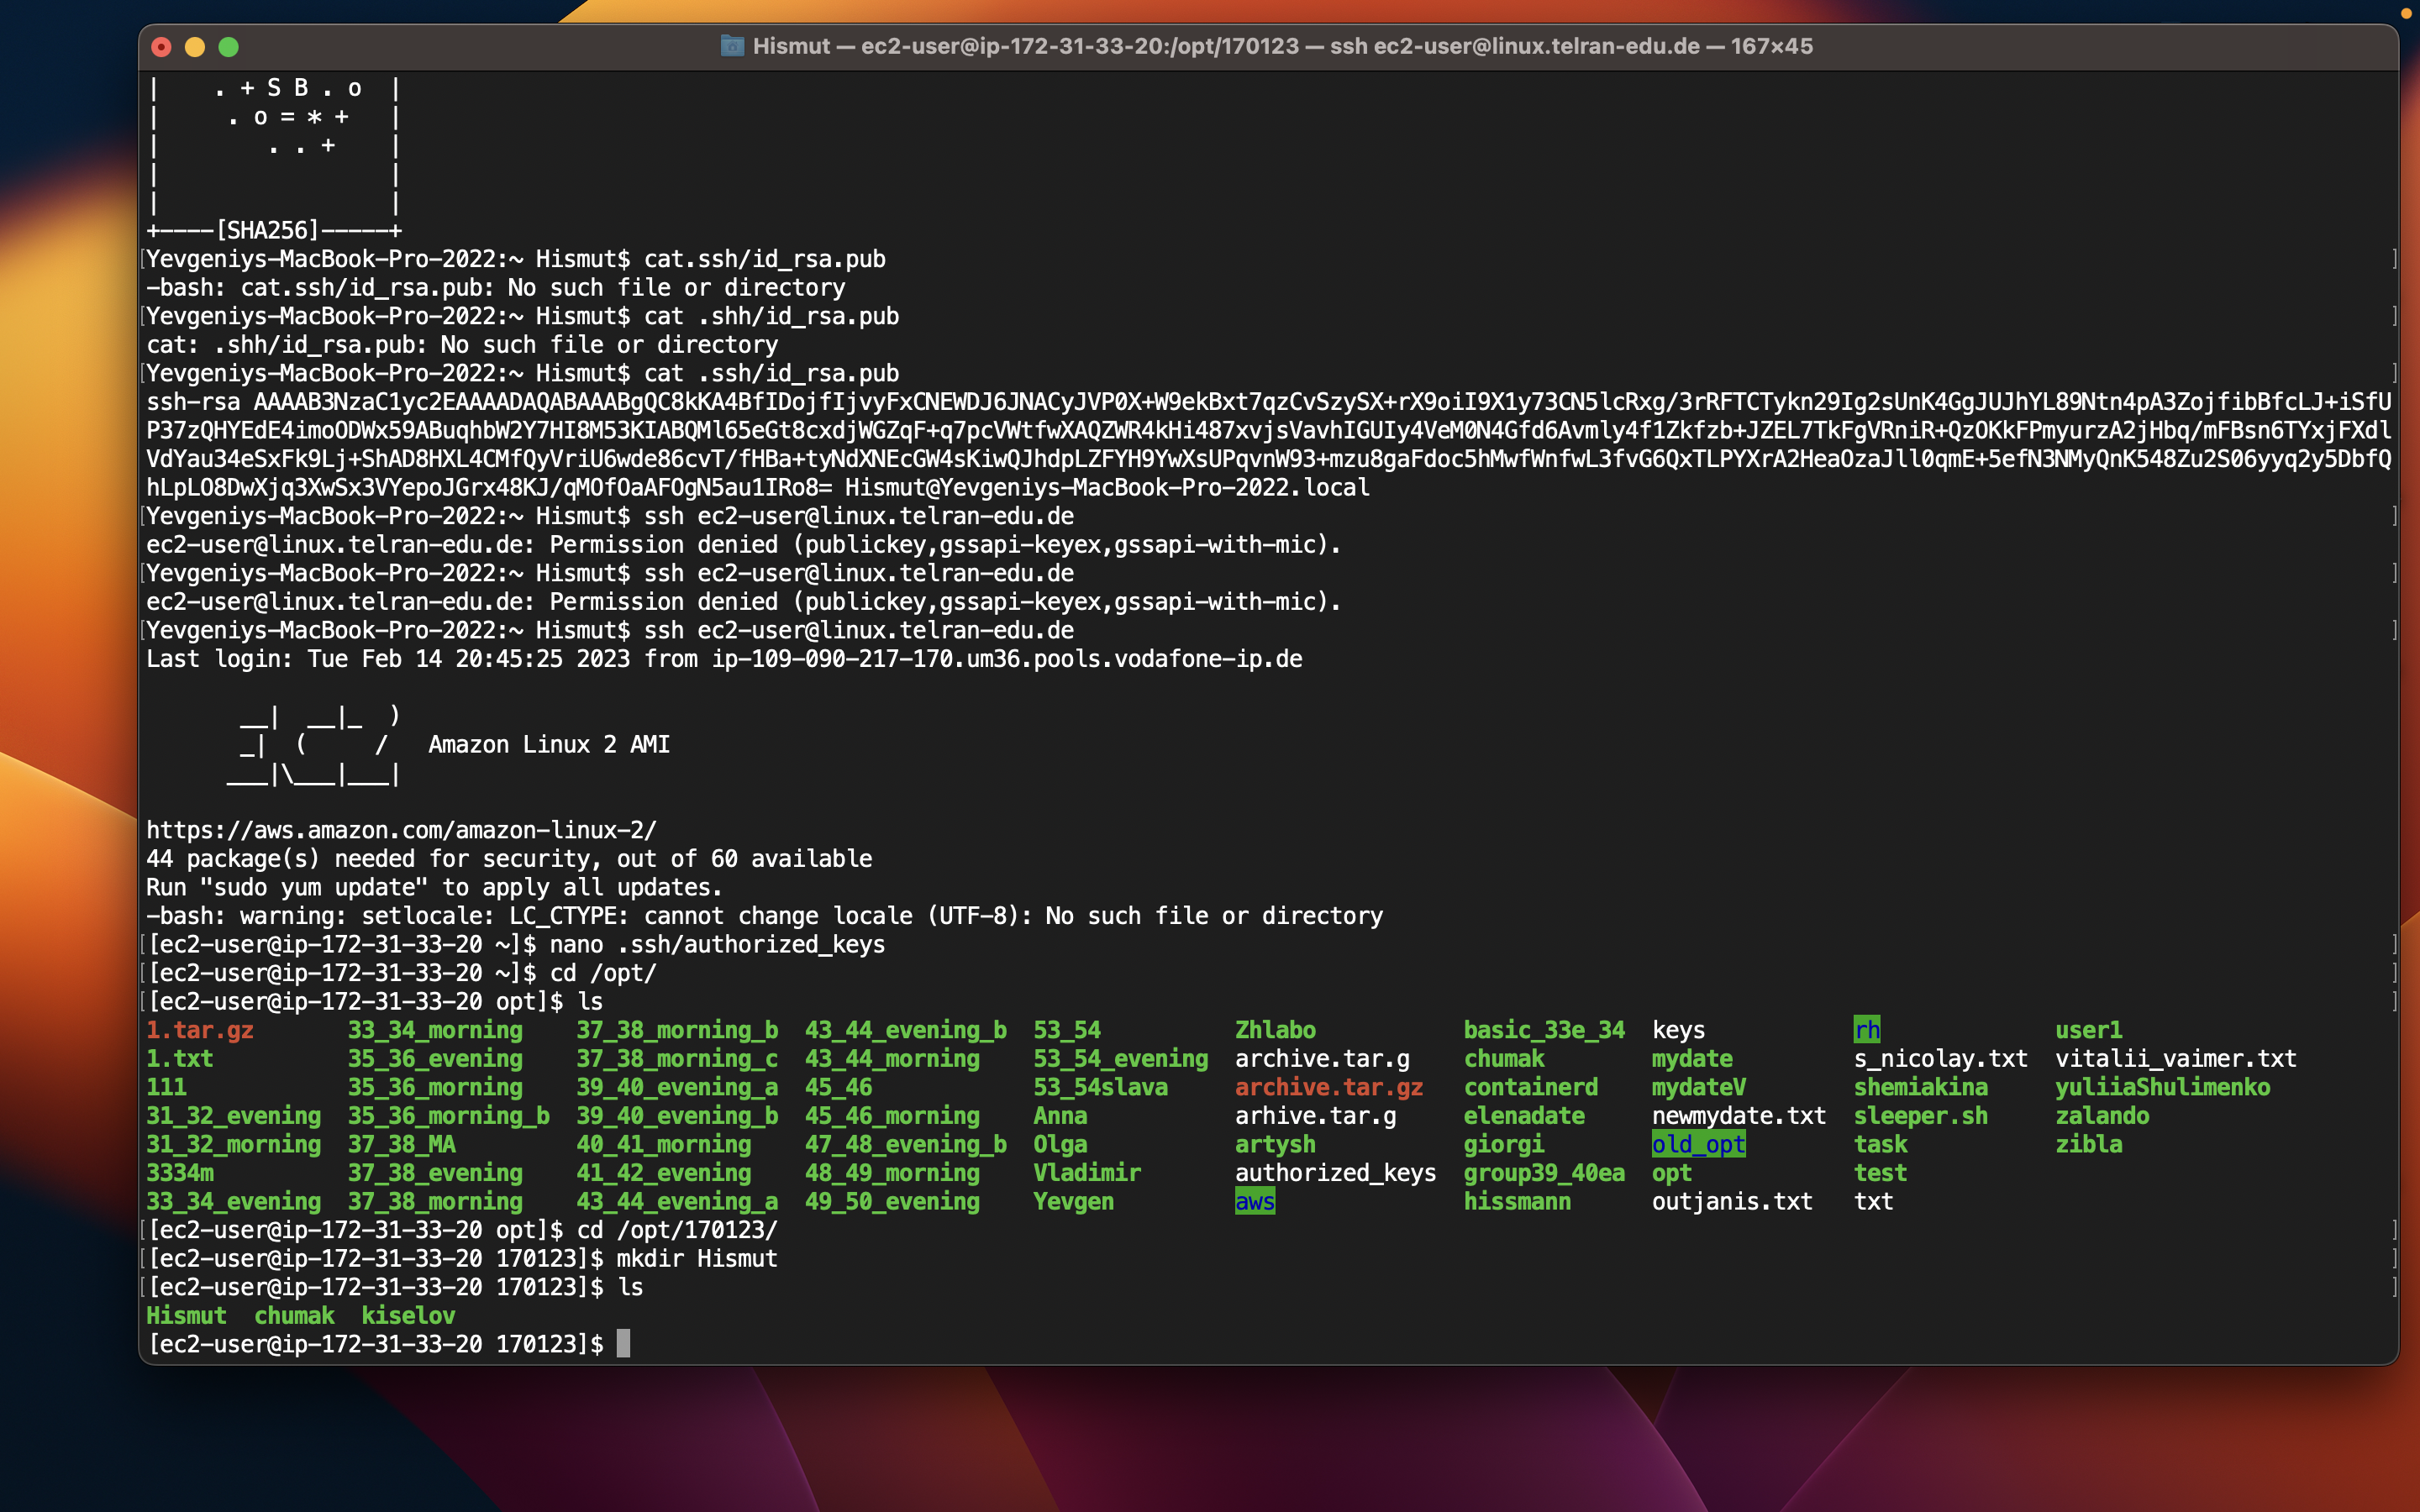 Hismut — ec2-user@ip-172-31-33-20:/opt/170123 — ssh ec2-user@linux.telran-edu.de — 167×45
|    . + S B . o  |
|     . o = * +   |
|        . . +    |
|                 |
|                 |
+----[SHA256]-----+
[Yevgeniys-MacBook-Pro-2022:~ Hismut$ cat.ssh/id_rsa.pub ]
-bash: cat.ssh/id_rsa.pub: No such file or directory
[Yevgeniys-MacBook-Pro-2022:~ Hismut$ cat .shh/id_rsa.pub ]
cat: .shh/id_rsa.pub: No such file or directory
[Yevgeniys-MacBook-Pro-2022:~ Hismut$ cat .ssh/id_rsa.pub ]
ssh-rsa AAAAB3NzaC1yc2EAAAADAQABAAABgQC8kKA4BfIDojfIjvyFxCNEWDJ6JNACyJVP0X+W9ekBxt7qzCvSzySX+rX9oiI9X1y73CN5lcRxg/3rRFTCTykn29Ig2sUnK4GgJUJhYL89Ntn4pA3ZojfibBfcLJ+iSfU
P37zQHYEdE4imoODWx59ABuqhbW2Y7HI8M53KIABQMl65eGt8cxdjWGZqF+q7pcVWtfwXAQZWR4kHi487xvjsVavhIGUIy4VeM0N4Gfd6Avmly4f1Zkfzb+JZEL7TkFgVRniR+QzOKkFPmyurzA2jHbq/mFBsn6TYxjFXdl
VdYau34eSxFk9Lj+ShAD8HXL4CMfQyVriU6wde86cvT/fHBa+tyNdXNEcGW4sKiwQJhdpLZFYH9YwXsUPqvnW93+mzu8gaFdoc5hMwfWnfwL3fvG6QxTLPYXrA2HeaOzaJll0qmE+5efN3NMyQnK548Zu2S06yyq2y5DbfQ
hLpLO8DwXjq3XwSx3VYepoJGrx48KJ/qMOfOaAFOgN5au1IRo8= Hismut@Yevgeniys-MacBook-Pro-2022.local
[Yevgeniys-MacBook-Pro-2022:~ Hismut$ ssh ec2-user@linux.telran-edu.de ]
ec2-user@linux.telran-edu.de: Permission denied (publickey,gssapi-keyex,gssapi-with-mic).
[Yevgeniys-MacBook-Pro-2022:~ Hismut$ ssh ec2-user@linux.telran-edu.de ]
ec2-user@linux.telran-edu.de: Permission denied (publickey,gssapi-keyex,gssapi-with-mic).
[Yevgeniys-MacBook-Pro-2022:~ Hismut$ ssh ec2-user@linux.telran-edu.de ]
Last login: Tue Feb 14 20:45:25 2023 from ip-109-090-217-170.um36.pools.vodafone-ip.de
       __|  __|_  )
       _|  (     /   Amazon Linux 2 AMI
      ___|\___|___|
https://aws.amazon.com/amazon-linux-2/
44 package(s) needed for security, out of 60 available
Run "sudo yum update" to apply all updates.
-bash: warning: setlocale: LC_CTYPE: cannot change locale (UTF-8): No such file or directory
[[ec2-user@ip-172-31-33-20 ~]$ nano .ssh/authorized_keys ]
[[ec2-user@ip-172-31-33-20 ~]$ cd /opt/ ]
[[ec2-user@ip-172-31-33-20 opt]$ ls ]
1.tar.gz 33_34_morning 37_38_morning_b 43_44_evening_b 53_54 Zhlabo basic_33e_34 keys rh user1
1.txt 35_36_evening 37_38_morning_c 43_44_morning 53_54_evening archive.tar.g chumak mydate s_nicolay.txt vitalii_vaimer.txt
111 35_36_morning 39_40_evening_a 45_46 53_54slava archive.tar.gz containerd mydateV shemiakina yuliiaShulimenko
31_32_evening 35_36_morning_b 39_40_evening_b 45_46_morning Anna arhive.tar.g elenadate newmydate.txt sleeper.sh zalando
31_32_morning 37_38_MA 40_41_morning 47_48_evening_b Olga artysh giorgi old_opt task zibla
3334m 37_38_evening 41_42_evening 48_49_morning Vladimir authorized_keys group39_40ea opt test
33_34_evening 37_38_morning 43_44_evening_a 49_50_evening Yevgen aws hissmann outjanis.txt txt
[[ec2-user@ip-172-31-33-20 opt]$ cd /opt/170123/ ]
[[ec2-user@ip-172-31-33-20 170123]$ mkdir Hismut ]
[[ec2-user@ip-172-31-33-20 170123]$ ls ]
Hismut chumak kiselov
[ec2-user@ip-172-31-33-20 170123]$